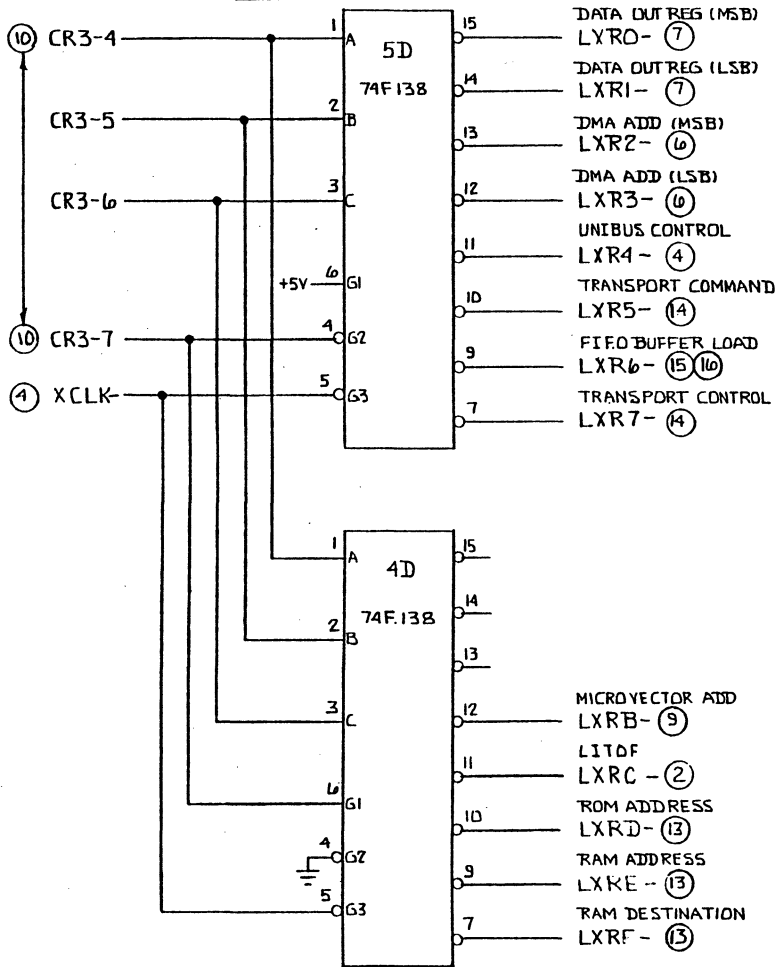 DATA OUT REG (MSB)
10 CR3-4 1 A 5D 15 LXR0- 7
74F138
DATA OUT REG (LSB)
14 LXR1- 7
CR3-5 2 B
DMA ADD (MSB)
13 LXR2- 6
DMA ADD (LSB)
CR3-6 3 C 12 LXR3- 6
UNIBUS CONTROL
11 LXR4- 4
+5V 6 G1
TRANSPORT COMMAND
10 LXR5- 14
10 CR3-7 4 G2
FIFO BUFFER LOAD
9 LXR6- 15 16
4 XCLK- 5 G3
TRANSPORT CONTROL
7 LXR7- 14
1 A 4D 15
74F.138
14
2 B
13
MICROVECTOR ADD
3 C 12 LXRB- 9
LITOF
11 LXRC- 2
6 G1
ROM ADDRESS
10 LXRD- 13
4 G2
RAM ADDRESS
9 LXRE- 13
5 G3
RAM DESTINATION
7 LXRF- 13